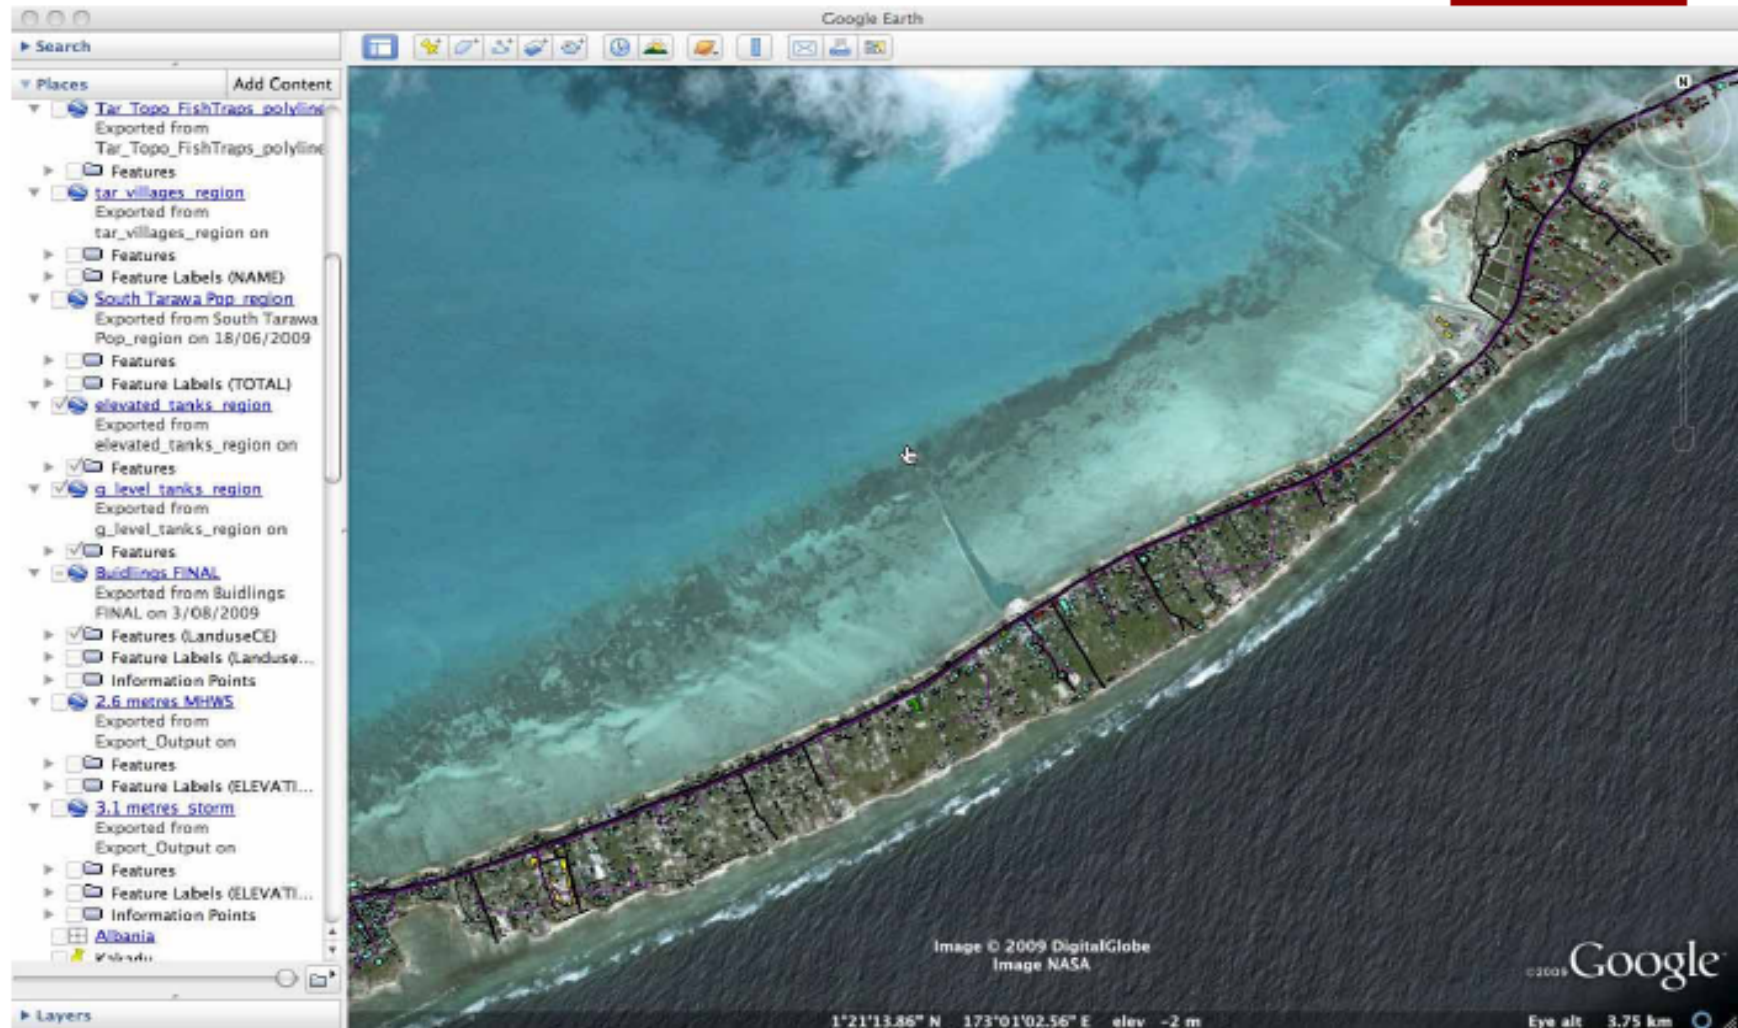 Google Earth
Search
Places
Add Content
Tar_Topo_FishTraps_polyline
Exported from
Tar_Topo_FishTraps_polyline
Features
tar_villages_region
Exported from
tar_villages_region on
Features
Feature Labels (NAME)
South Tarawa Pop_region
Exported from South Tarawa
Pop_region on 18/06/2009
Features
Feature Labels (TOTAL)
elevated_tanks_region
Exported from
elevated_tanks_region on
Features
g_level_tanks_region
Exported from
g_level_tanks_region on
Features
Buidlings FINAL
Exported from Buidlings
FINAL on 3/08/2009
Features (LanduseCE)
Feature Labels (Landuse...
Information Points
2.6 metres MHWS
Exported from
Export_Output on
Features
Feature Labels (ELEVATI...
3.1 metres_storm
Exported from
Export_Output on
Features
Feature Labels (ELEVATI...
Information Points
Albania
Kakadu
Layers
N
Image © 2009 DigitalGlobe
Image NASA
©2009 Google
1°21'13.86" N 173°01'02.56" E elev -2 m
Eye alt 3.75 km